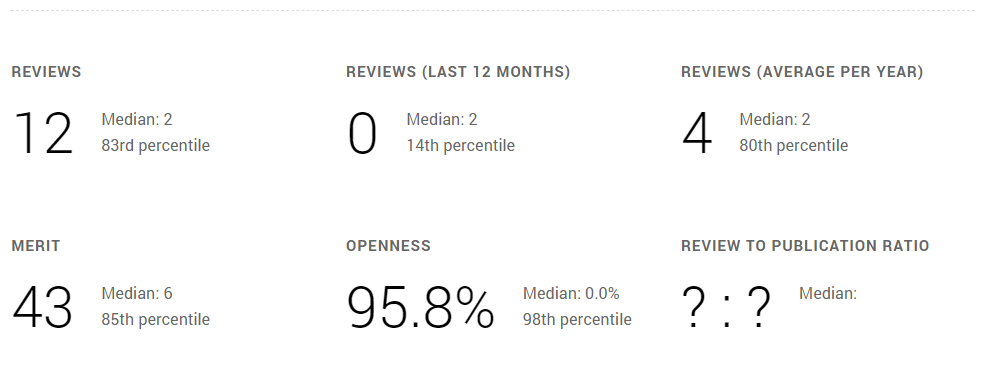 REVIEWS
12
Median: 2
83rd percentile
REVIEWS (LAST 12 MONTHS)
0
Median: 2
14th percentile
REVIEWS (AVERAGE PER YEAR)
4
Median: 2
80th percentile
MERIT
43
Median: 6
85th percentile
OPENNESS
95.8%
Median: 0.0%
98th percentile
REVIEW TO PUBLICATION RATIO
? : ?
Median: